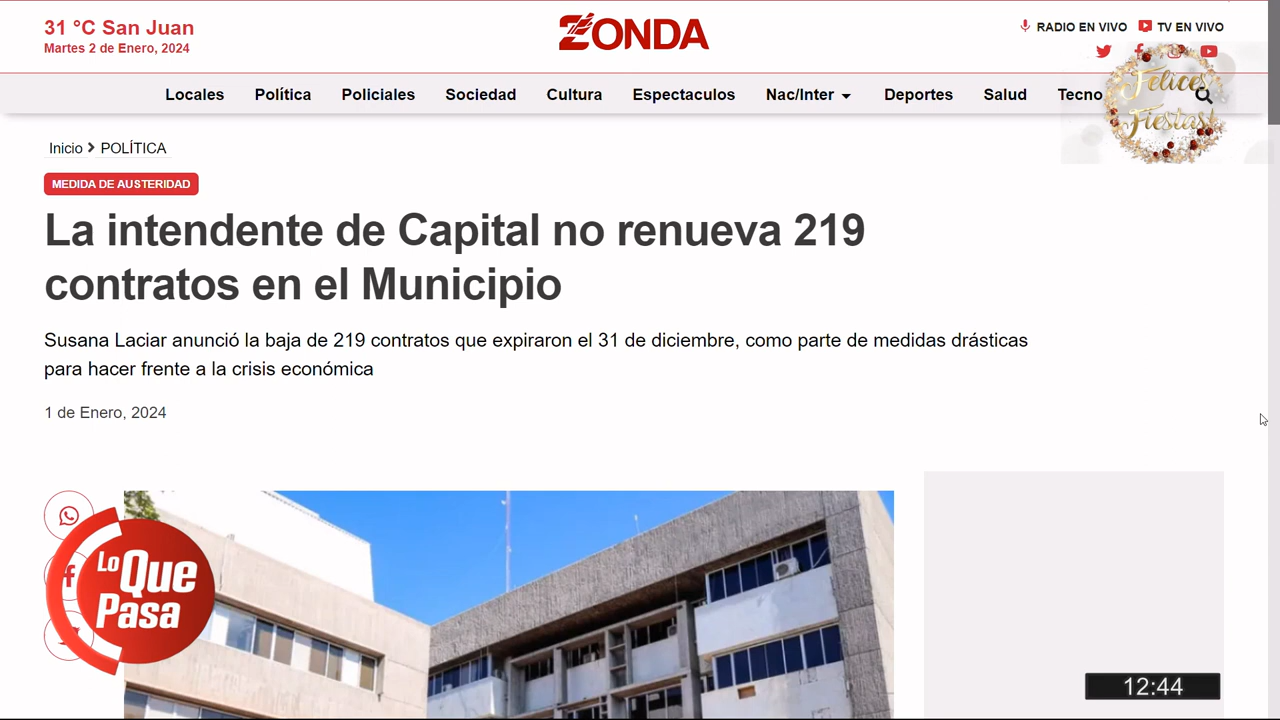 31 °C San Juan
Martes 2 de Enero, 2024
ZONDA
RADIO EN VIVO
TV EN VIVO
Locales
Política
Policiales
Sociedad
Cultura
Espectaculos
Nac/Inter
Deportes
Salud
Tecno
Felices
Fiestas!
Inicio > POLÍTICA
MEDIDA DE AUSTERIDAD
La intendente de Capital no renueva 219
contratos en el Municipio
Susana Laciar anunció la baja de 219 contratos que expiraron el 31 de diciembre, como parte de medidas drásticas
para hacer frente a la crisis económica
1 de Enero, 2024
Lo Que
Pasa
12:44